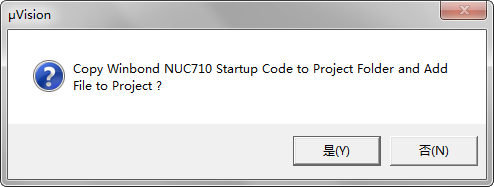 µVision
Copy Winbond NUC710 Startup Code to Project Folder and Add
File to Project ?
是(Y)
否(N)